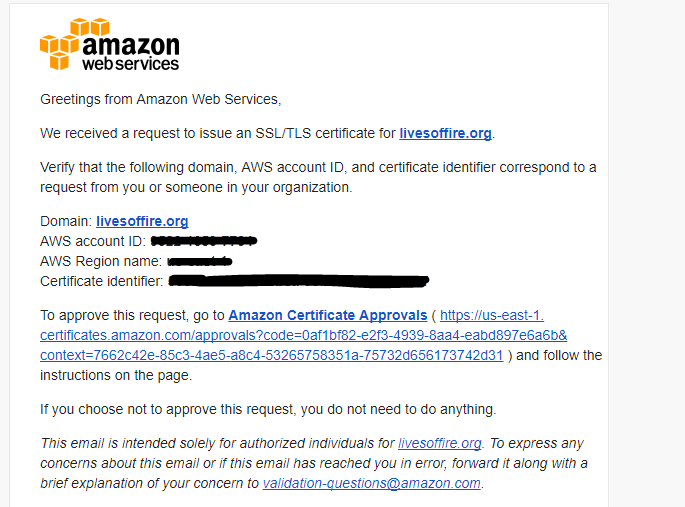 amazon
webservices
Greetings from Amazon Web Services,
We received a request to issue an SSL/TLS certificate for livesoffire.org.
Verify that the following domain, AWS account ID, and certificate identifier correspond to a
request from you or someone in your organization.
Domain: livesoffire.org
AWS account ID:
AWS Region name:
Certificate identifier:
To approve this request, go to Amazon Certificate Approvals ( https://us-east-1.
certificates.amazon.com/approvals?code=0af1bf82-e2f3-4939-8aa4-eabd897e6a6b&
context=7662c42e-85c3-4ae5-a8c4-53265758351a-75732d656173742d31 ) and follow the
instructions on the page.
If you choose not to approve this request, you do not need to do anything.
This email is intended solely for authorized individuals for livesoffire.org. To express any
concerns about this email or if this email has reached you in error, forward it along with a
brief explanation of your concern to validation-questions@amazon.com.